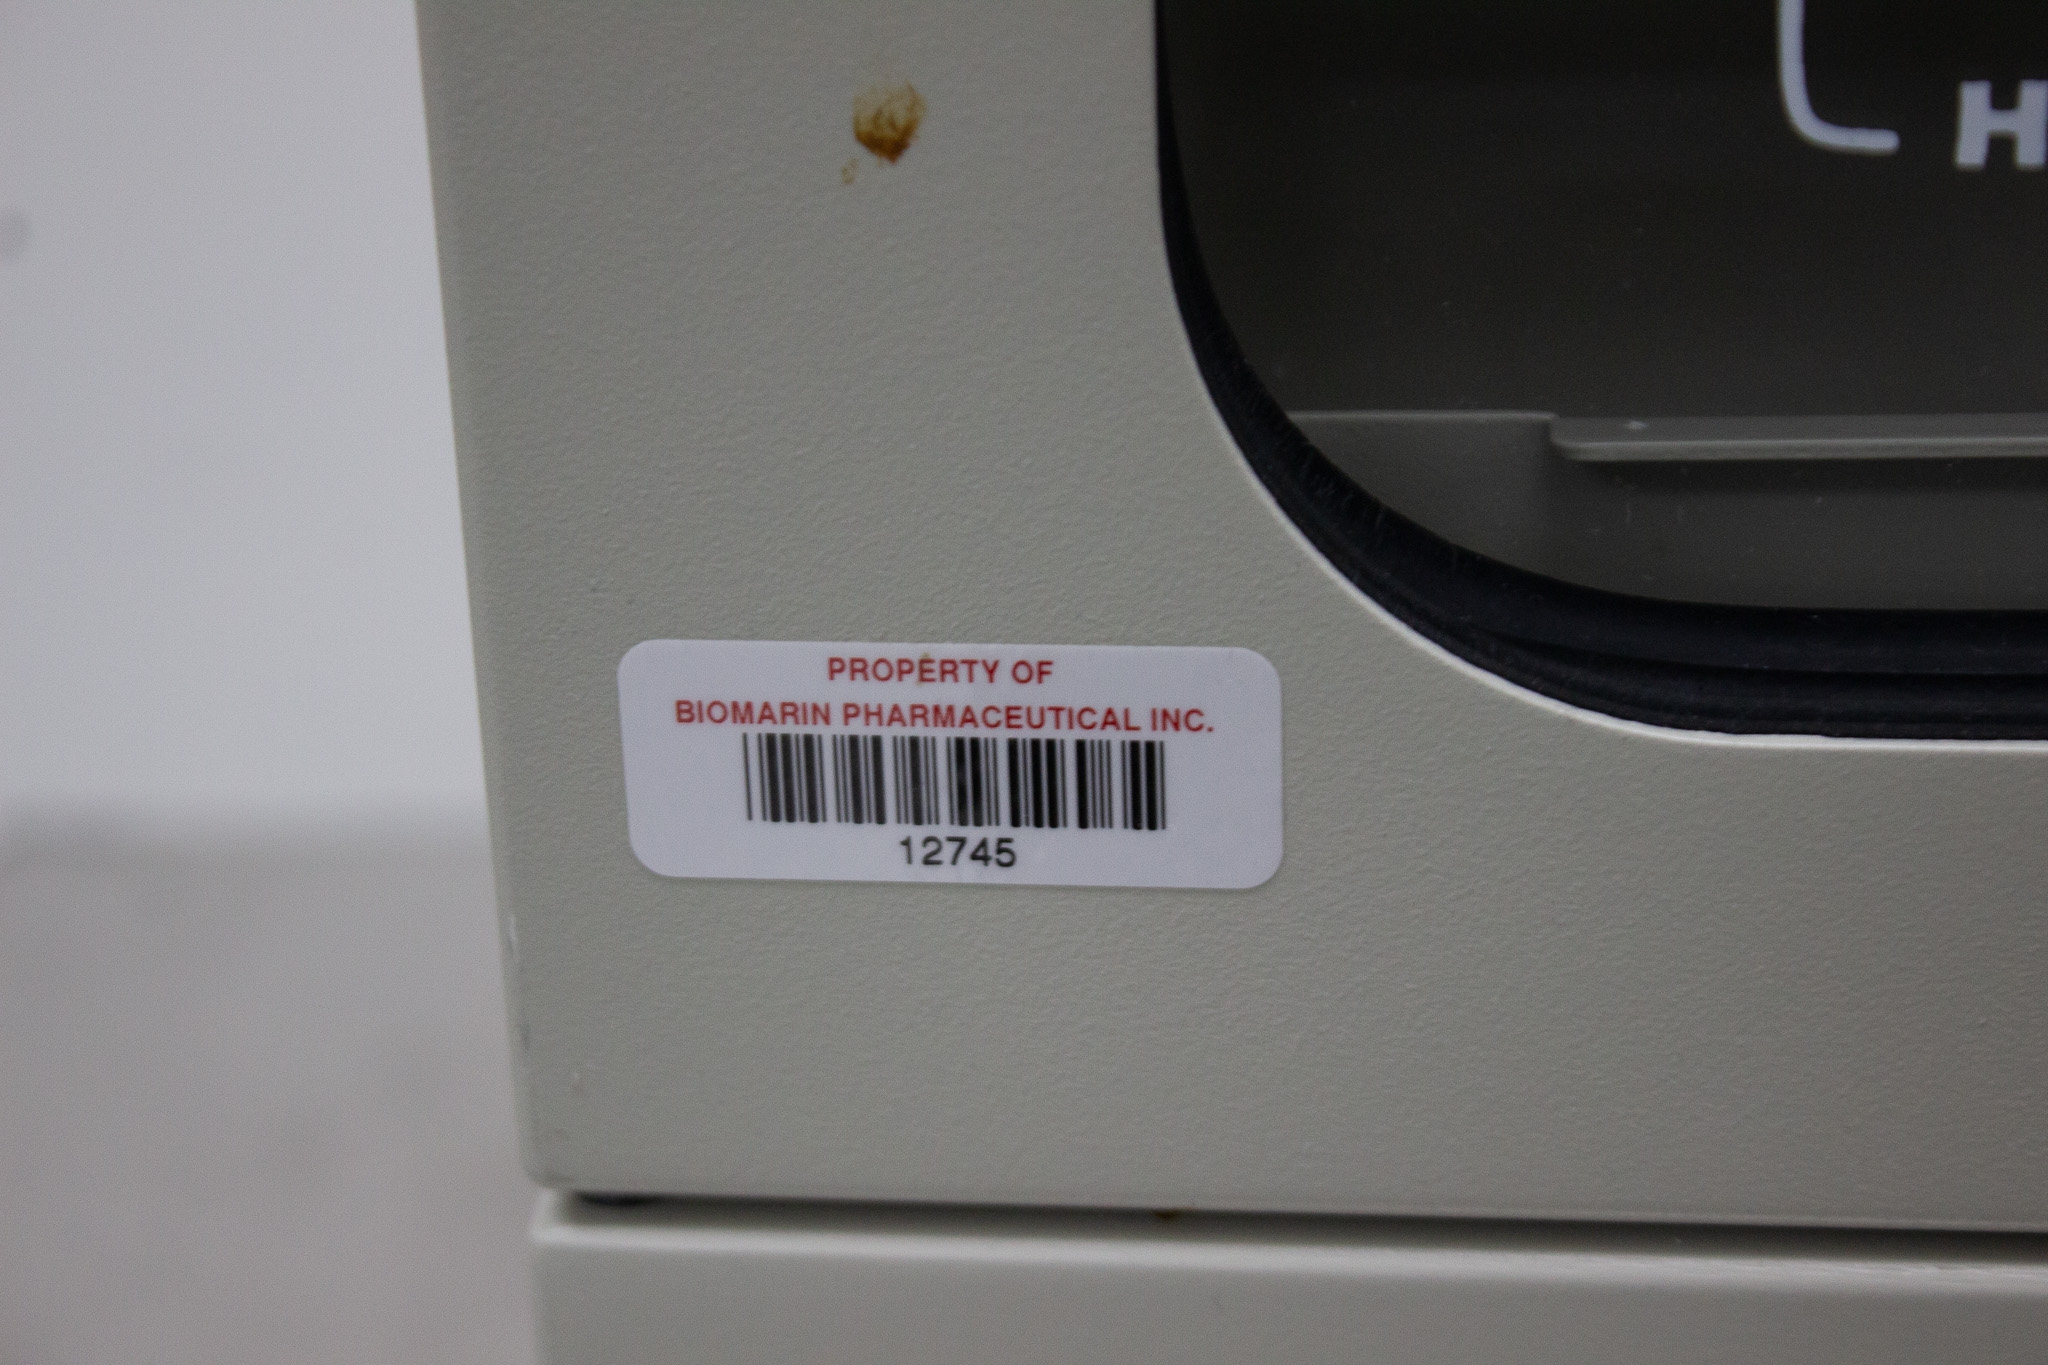 H
PROPERTY OF
BIOMARIN PHARMACEUTICAL INC.
12745